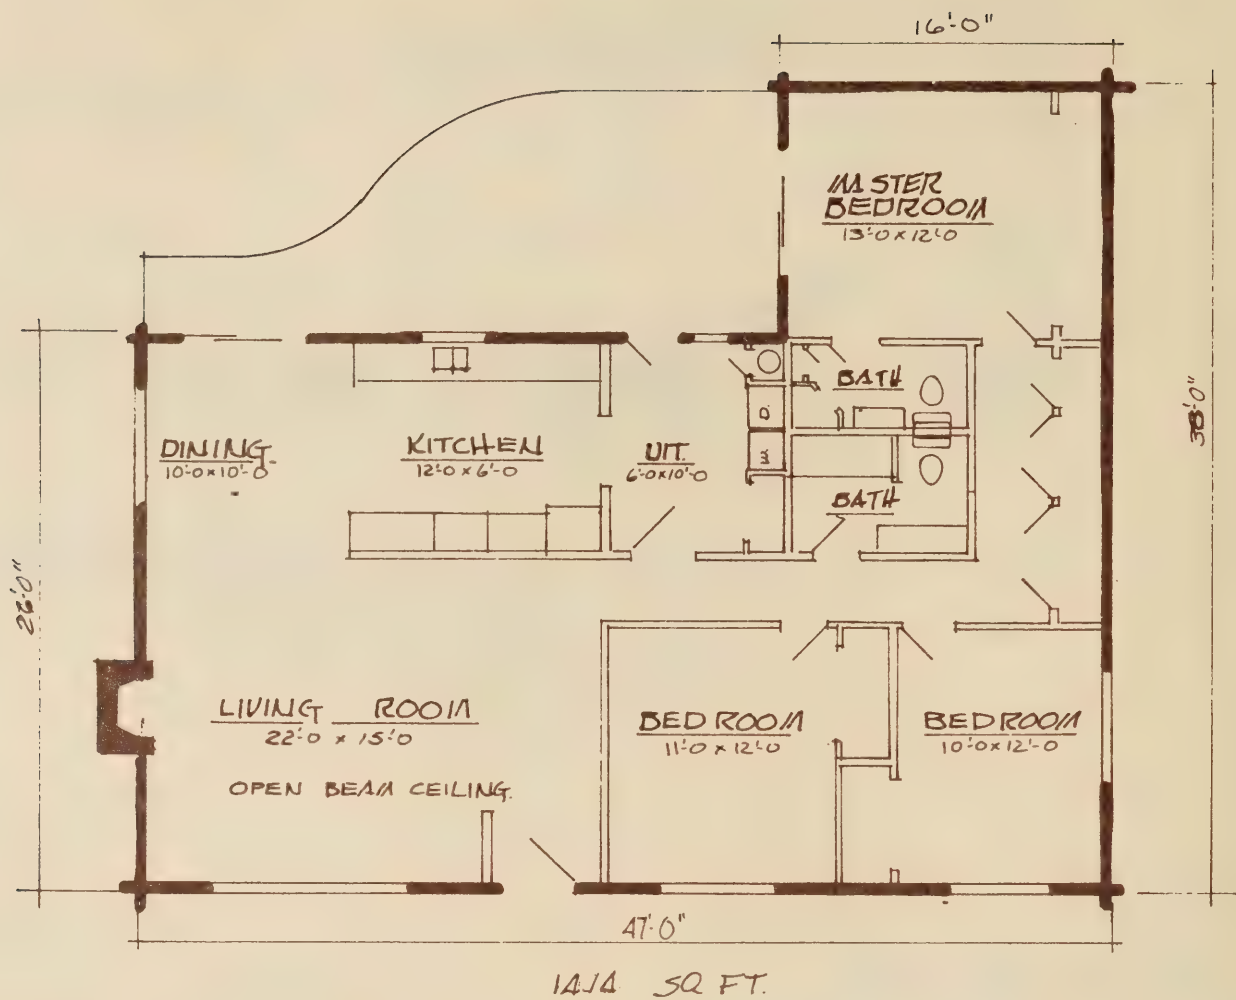 16'-0"
MASTER
BEDROOM
13'-0 x 12'-0
BATH
38'-0"
D.
DINING
10'-0 x 10'-0
KITCHEN
12'-0 x 6'-0
UT.
6'-0 x 10'-0
W.
BATH
26'-0"
LIVING ROOM
22'-0 x 15'-0
OPEN BEAM CEILING.
BEDROOM
11'-0 x 12'-0
BEDROOM
10'-0 x 12'-0
47'-0"
1414 SQ FT.